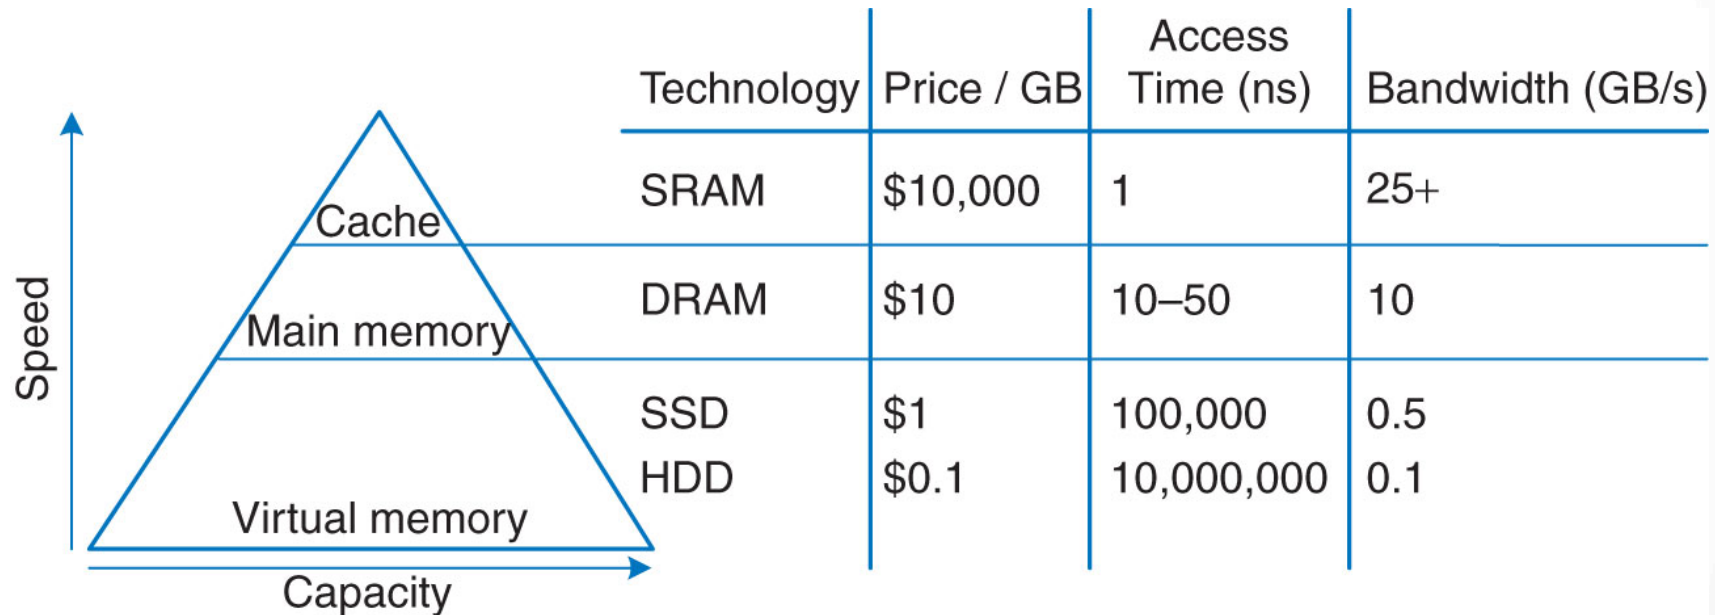 Technology Price / GB Access Time (ns) Bandwidth (GB/s)
SRAM $10,000 1 25+
Cache
DRAM $10 10–50 10
Main memory
SSD $1 100,000 0.5
HDD $0.1 10,000,000 0.1
Virtual memory
Speed
Capacity